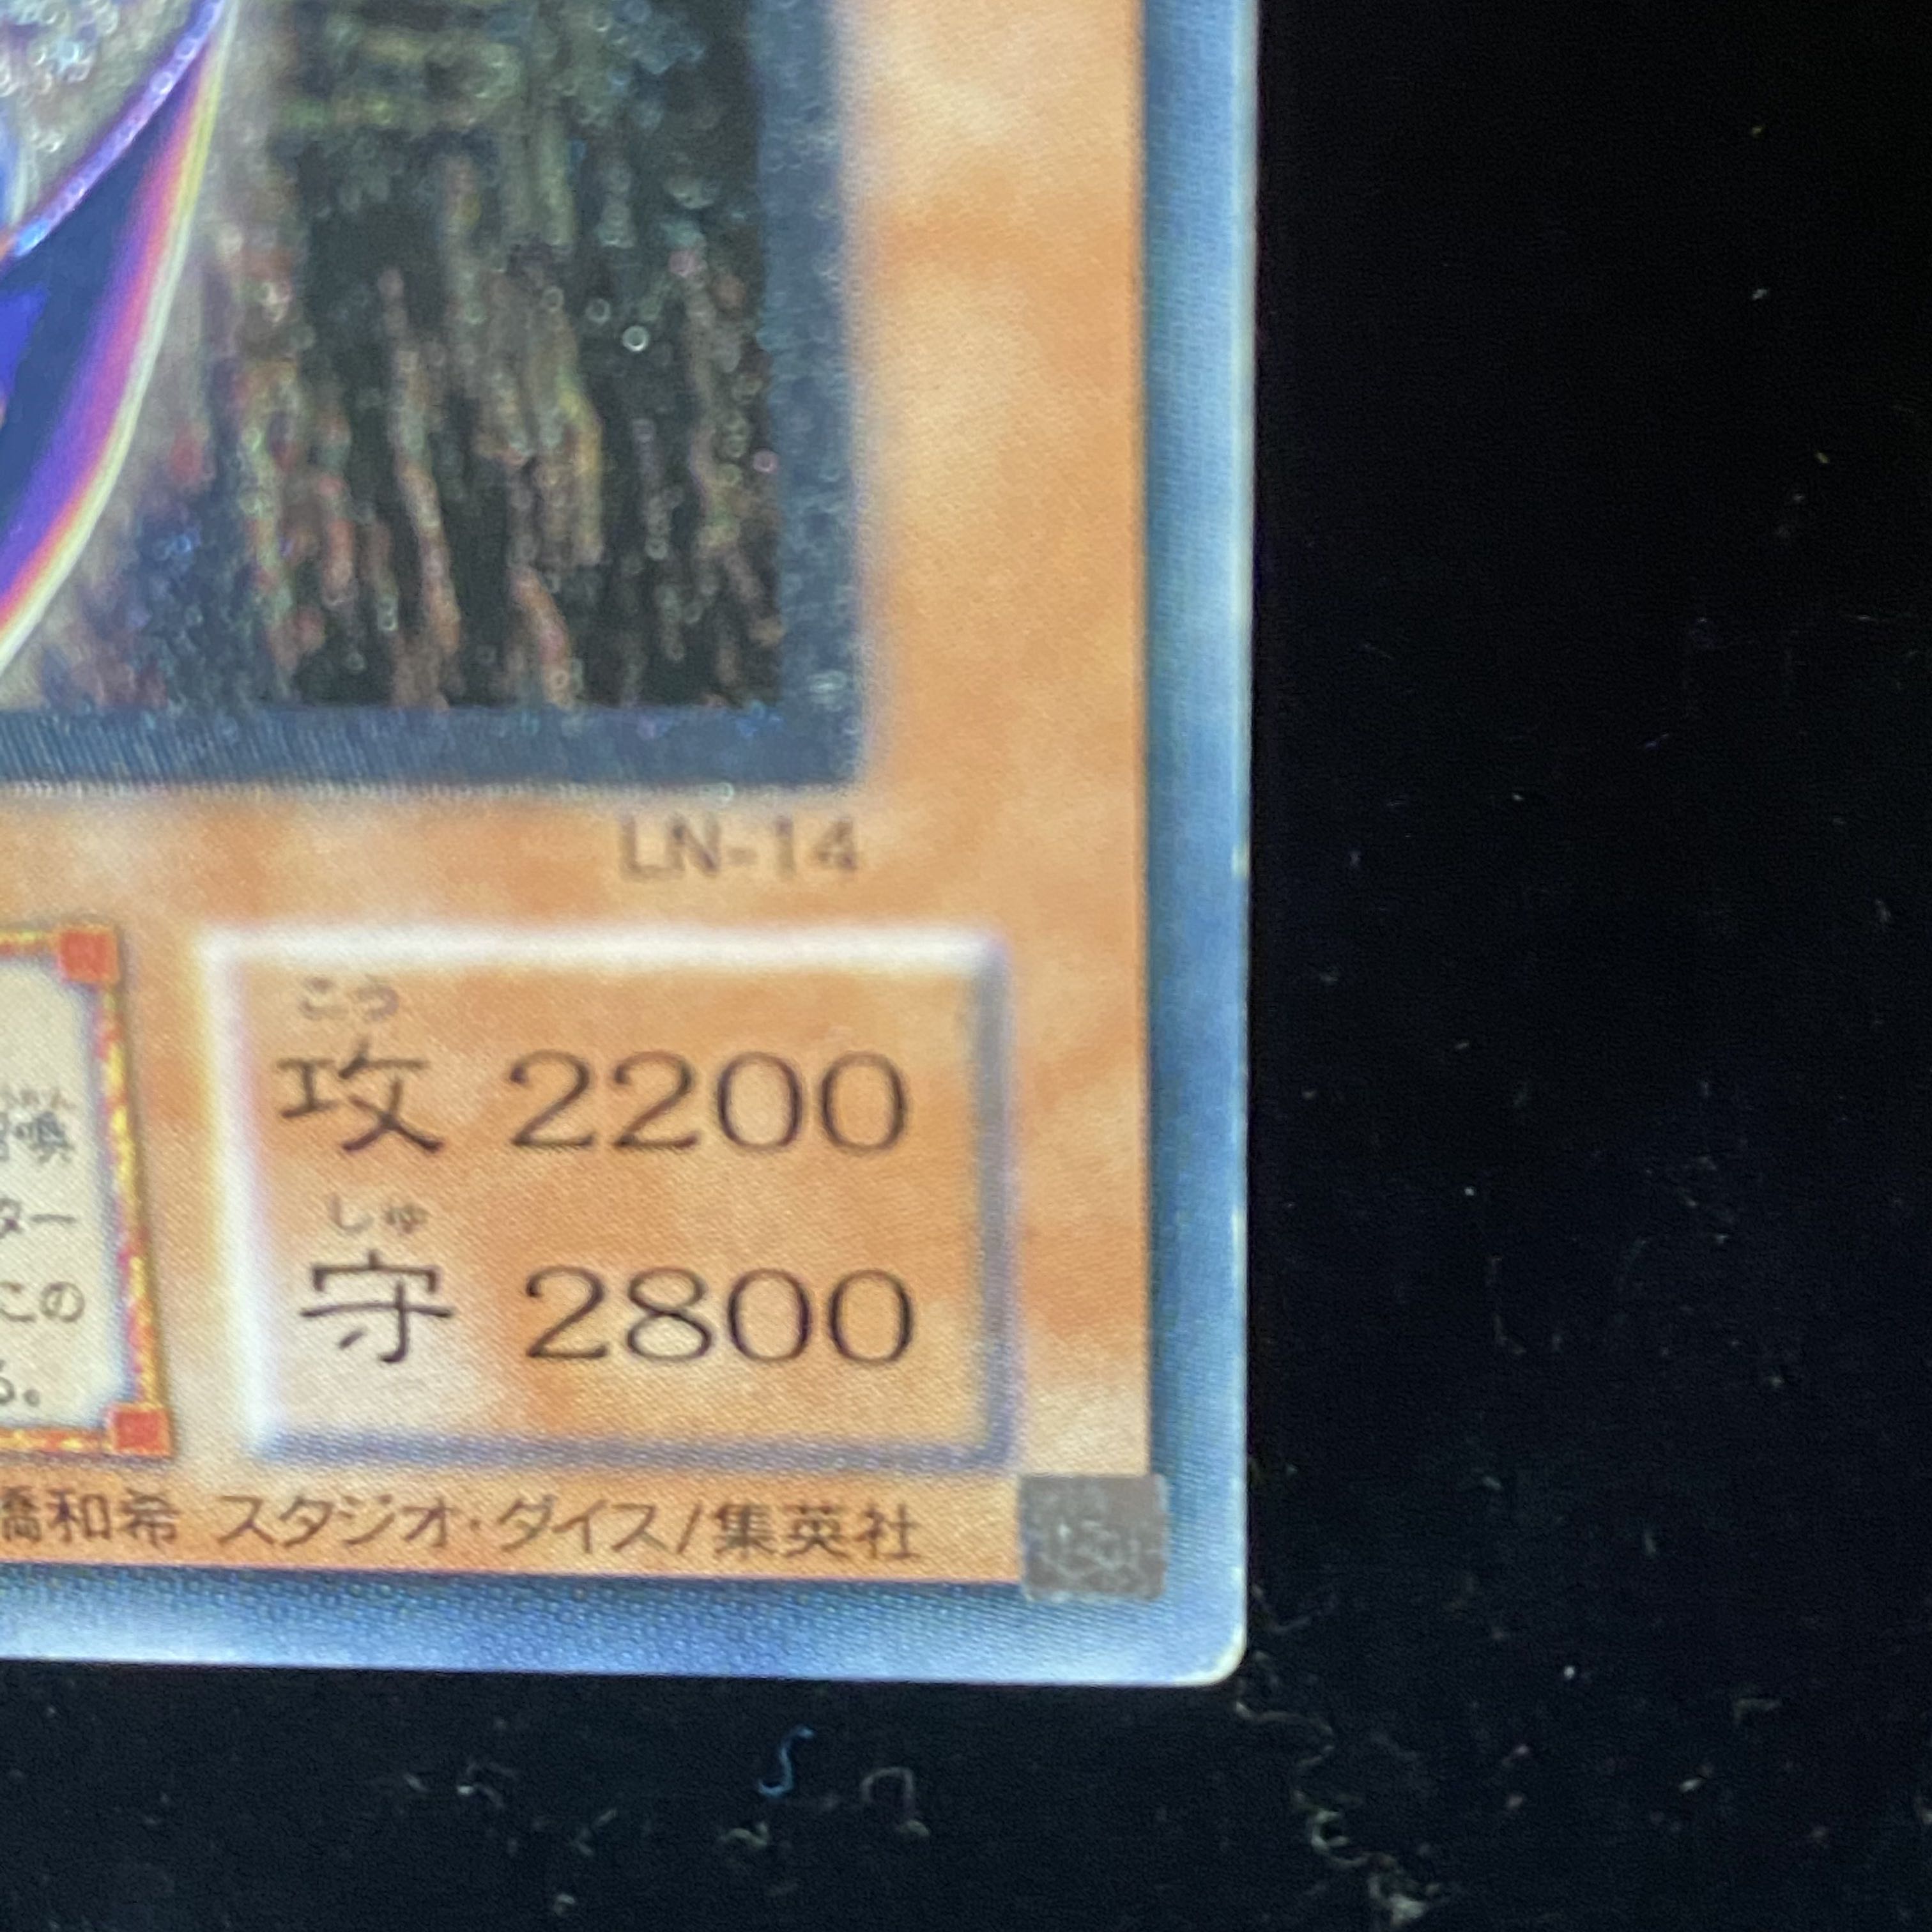 LN-14
こう
攻 2200
しゅ
守 2800
召喚
ター
この
る。
橋和希 スタジオ・ダイス/集英社